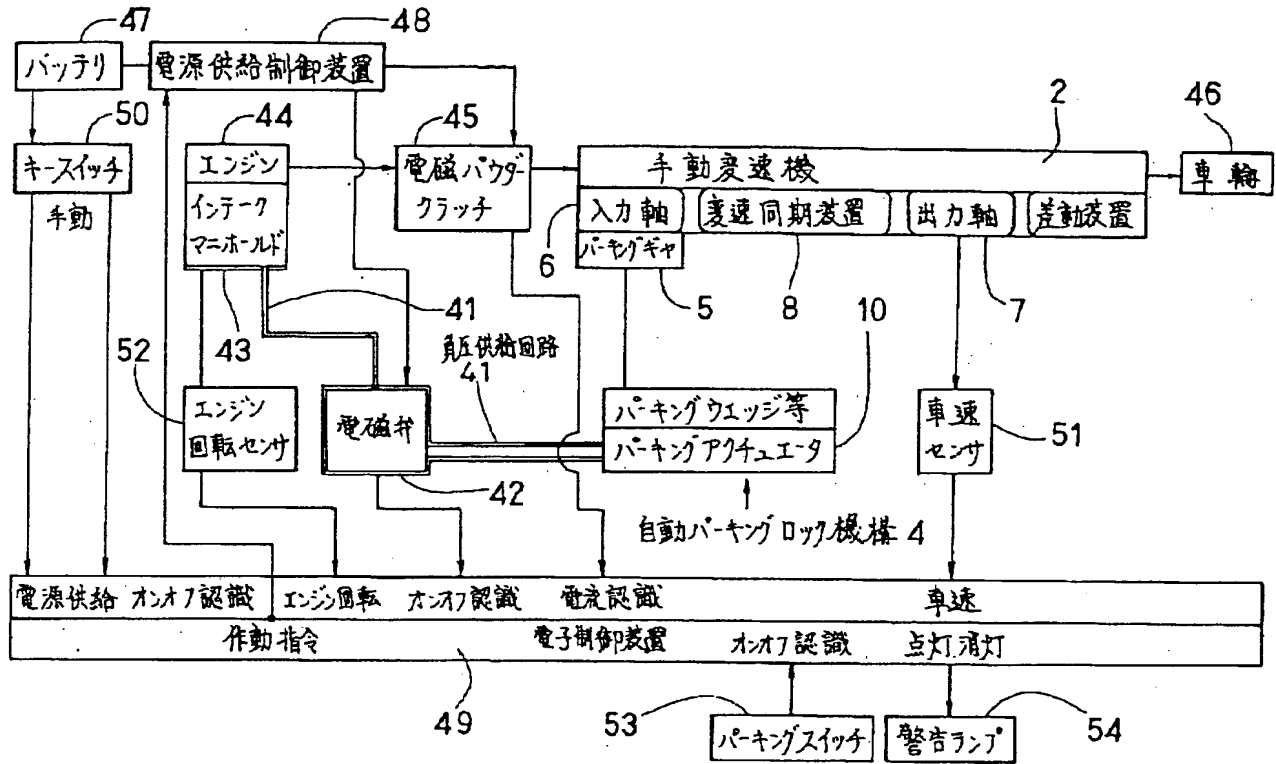 47
48
バッテリ
電源供給制御装置
50
44
45
2
46
キースイッチ
エンジン
電磁パウダー
クラッチ
手動変速機
車輪
手動
インテーク
マニホールド
入力軸
変速同期装置
出力軸
差動装置
6
パーキングギヤ
5
8
7
41
43
10
52
負圧供給回路
41
エンジン
回転センサ
電磁弁
パーキングウエッジ等
パーキングアクチュエータ
車速
センサ
51
42
自動パーキングロック機構4
電源供給 オンオフ認識 エンジン回転 オンオフ認識 電流認識 車速
作動指令 電子制御装置 オンオフ認識 点灯.消灯
49
53
パーキングスイッチ
警告ランプ
54